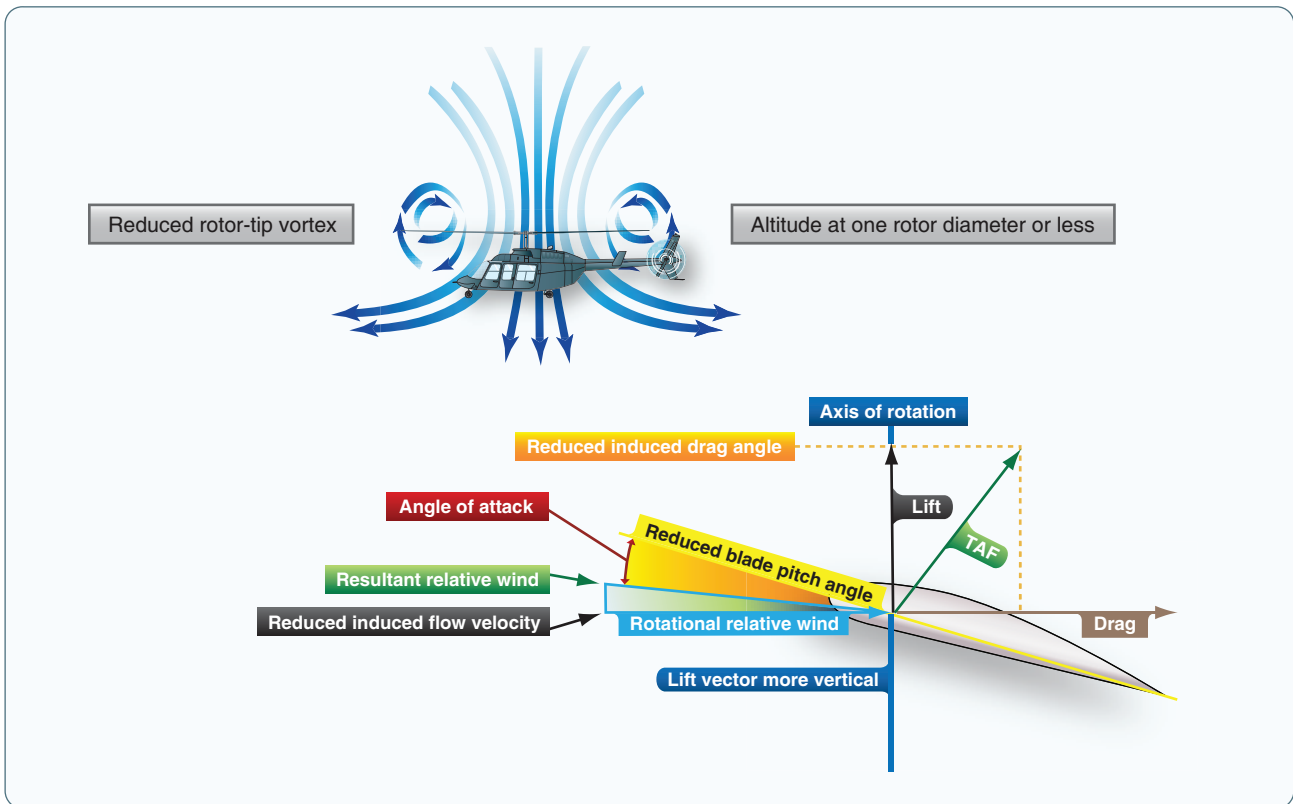 Reduced rotor-tip vortex
Altitude at one rotor diameter or less
Axis of rotation
Reduced induced drag angle
Angle of attack
Lift
Reduced blade pitch angle
TAF
Resultant relative wind
Reduced induced flow velocity
Rotational relative wind
Drag
Lift vector more vertical